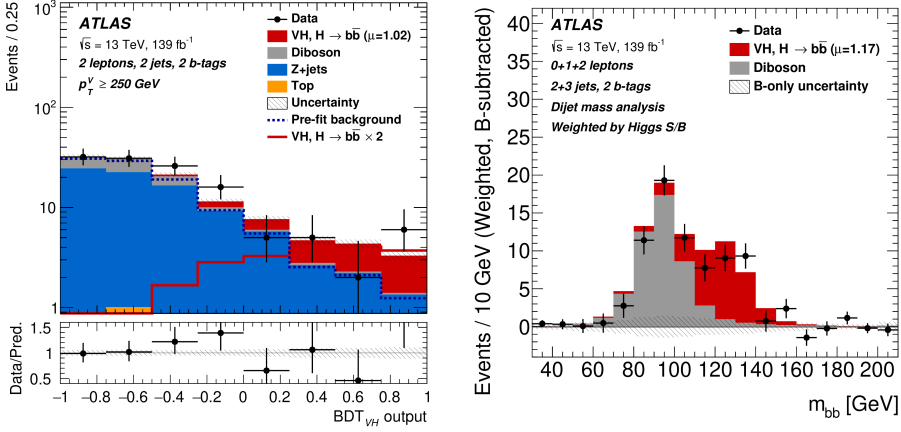 Events / 0.25
10³
10²
10
1
ATLAS
√s = 13 TeV, 139 fb⁻¹
2 leptons, 2 jets, 2 b-tags
p_T^V ≥ 250 GeV
Data
VH, H → bb̅ (μ=1.02)
Diboson
Z+jets
Top
Uncertainty
Pre-fit background
VH, H → bb̅ × 2
Data/Pred.
1.5
1
0.5
−1 −0.8 −0.6 −0.4 −0.2 0 0.2 0.4 0.6 0.8 1
BDT_VH output
Events / 10 GeV (Weighted, B-subtracted)
40
35
30
25
20
15
10
5
0
ATLAS
√s = 13 TeV, 139 fb⁻¹
0+1+2 leptons
2+3 jets, 2 b-tags
Dijet mass analysis
Weighted by Higgs S/B
Data
VH, H → bb̅ (μ=1.17)
Diboson
B-only uncertainty
40 60 80 100 120 140 160 180 200
m_bb [GeV]